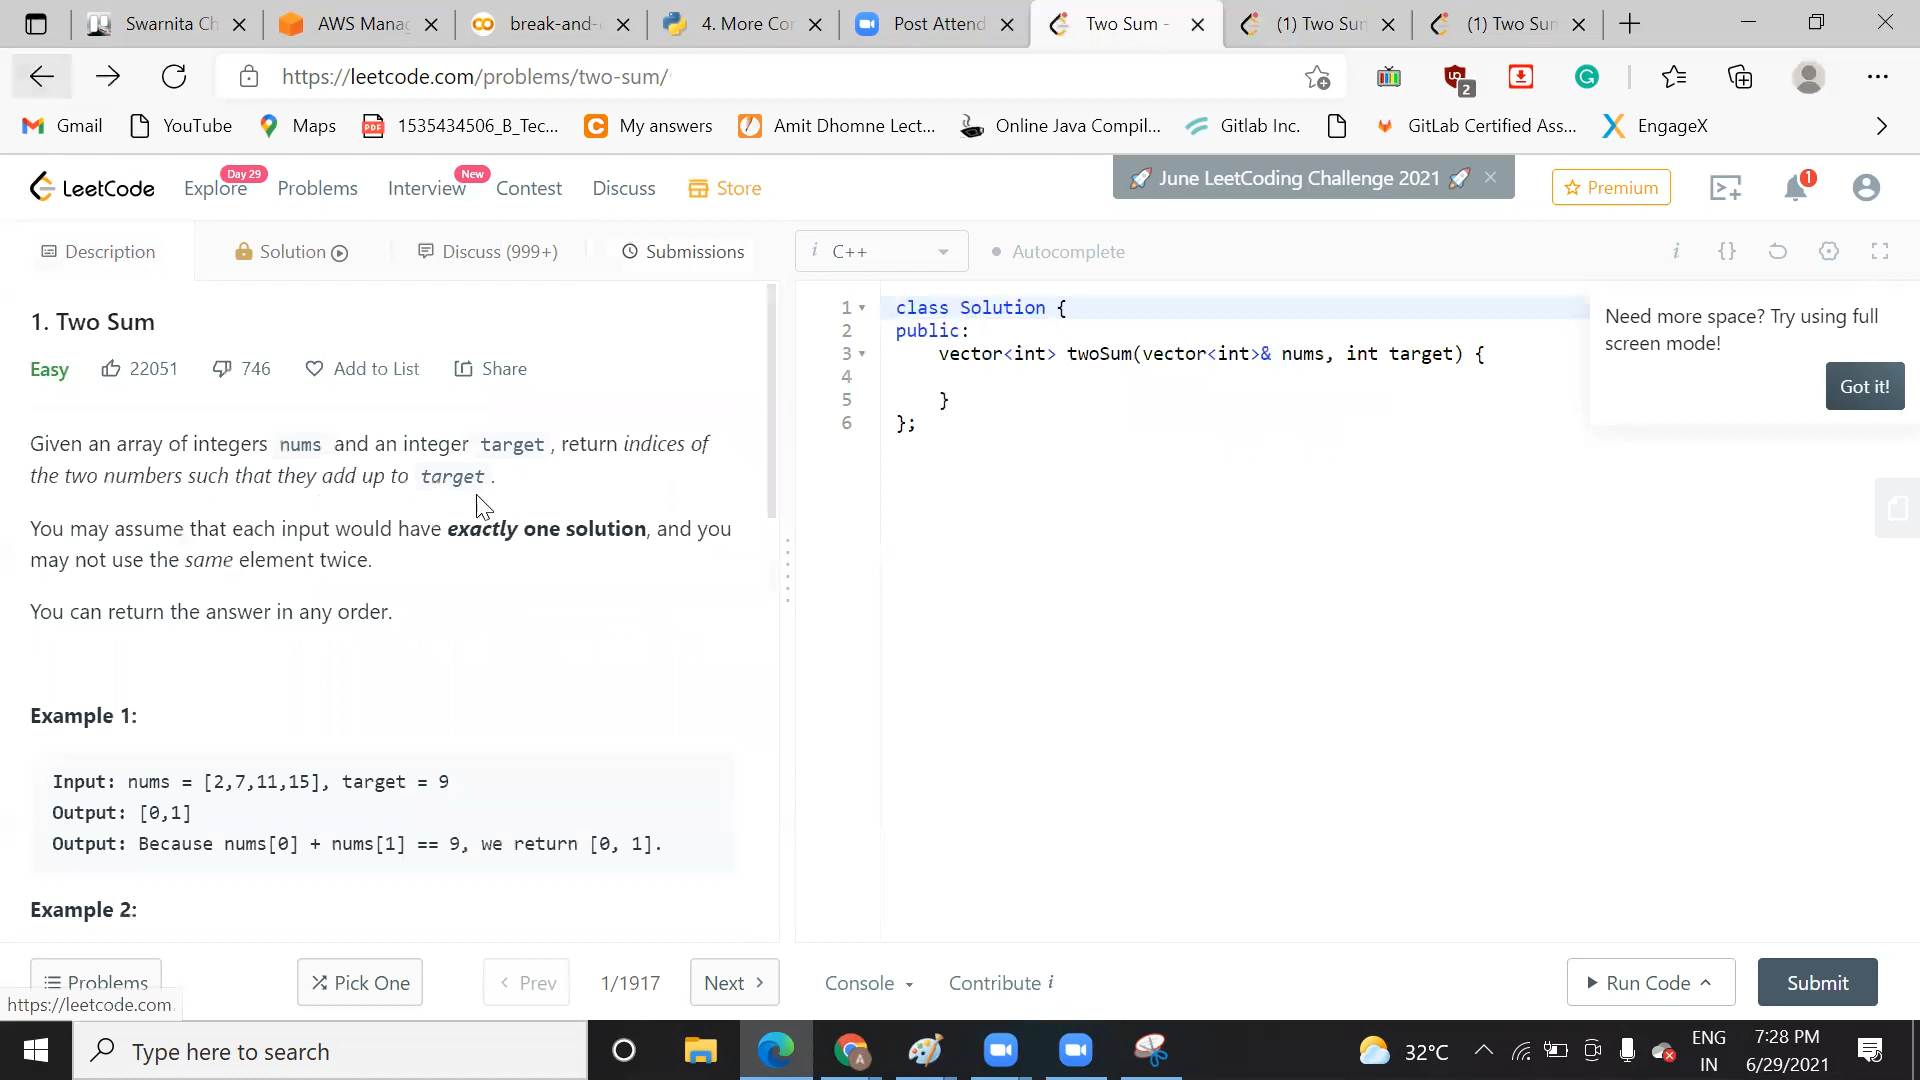 Swarnita Ch
AWS Manag
break-and-
4. More Co
Post Attend
Two Sum -
(1) Two Sum
(1) Two Sum
https://leetcode.com/problems/two-sum/
2
Gmail
YouTube
Maps
1535434506_B_Tec...
My answers
Amit Dhomne Lect...
Online Java Compil...
Gitlab Inc.
GitLab Certified Ass...
EngageX
LeetCode
Explore
Day 29
Problems
Interview
New
Contest
Discuss
Store
🚀 June LeetCoding Challenge 2021 🚀
Premium
1
Description
Solution
Discuss (999+)
Submissions
i C++
Autocomplete
1. Two Sum
Easy 22051 746 Add to List Share
Given an array of integers nums and an integer target, return indices of
the two numbers such that they add up to target.
You may assume that each input would have exactly one solution, and you
may not use the same element twice.
You can return the answer in any order.
Example 1:
Input: nums = [2,7,11,15], target = 9
Output: [0,1]
Output: Because nums[0] + nums[1] == 9, we return [0, 1].
Example 2:
1 class Solution {
2 public:
3     vector<int> twoSum(vector<int>& nums, int target) {
4
5     }
6 };
Need more space? Try using full
screen mode!
Got it!
Problems
Pick One
< Prev
1/1917
Next >
Console
Contribute i
Run Code
Submit
https://leetcode.com
Type here to search
32°C
ENG
IN
7:28 PM
6/29/2021